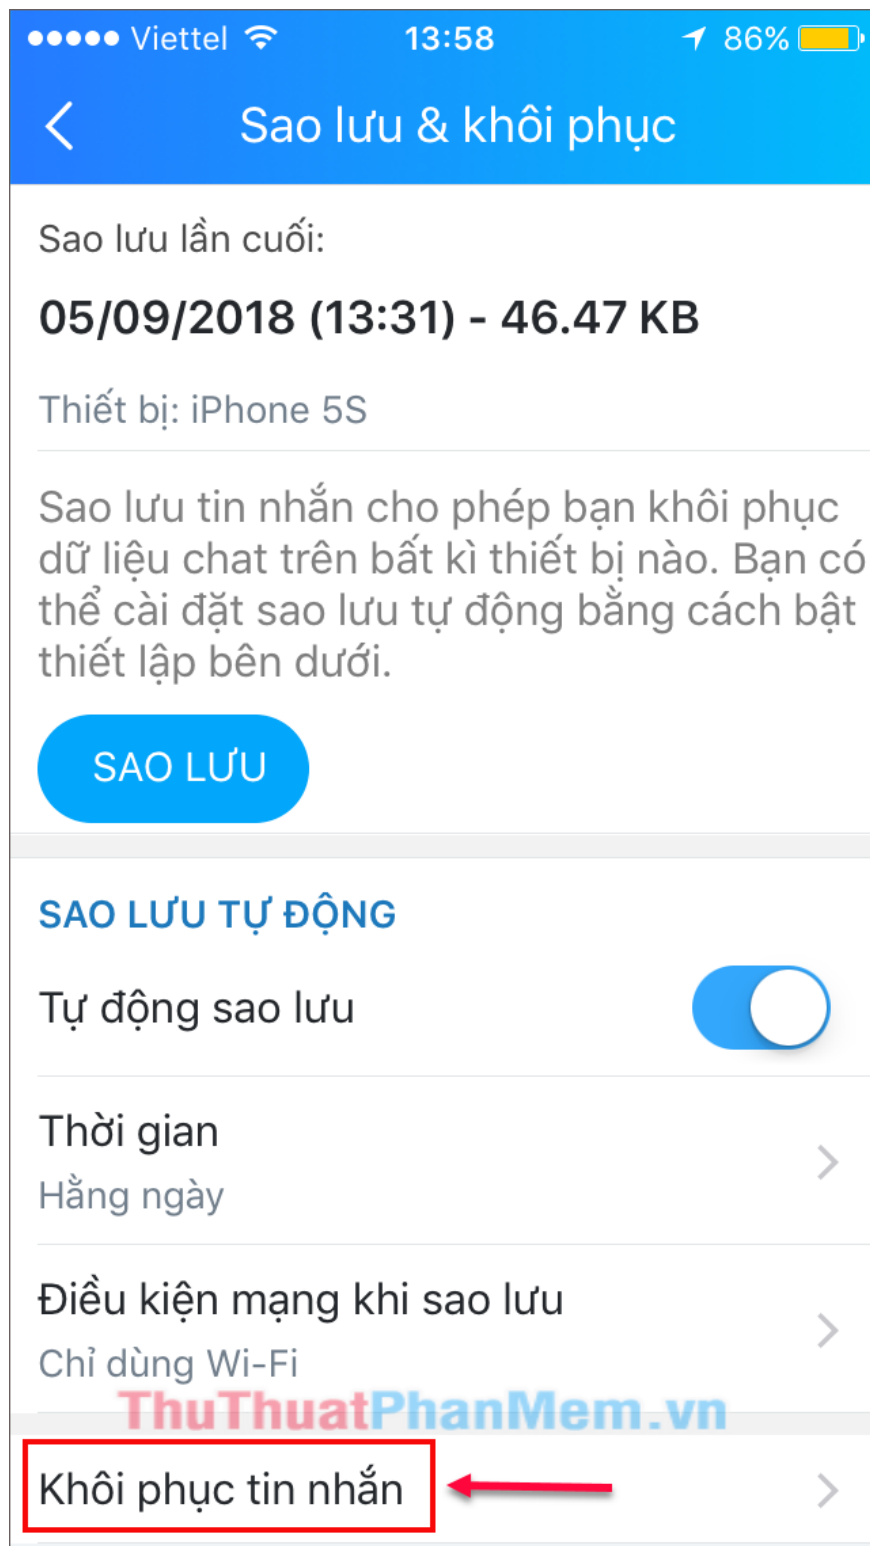 Viettel 13:58 86%
Sao lưu & khôi phục
Sao lưu lần cuối:
05/09/2018 (13:31) - 46.47 KB
Thiết bị: iPhone 5S
Sao lưu tin nhắn cho phép bạn khôi phục
dữ liệu chat trên bất kì thiết bị nào. Bạn có
thể cài đặt sao lưu tự động bằng cách bật
thiết lập bên dưới.
SAO LƯU
SAO LƯU TỰ ĐỘNG
Tự động sao lưu
Thời gian
Hằng ngày
Điều kiện mạng khi sao lưu
Chỉ dùng Wi-Fi
ThuThuatPhanMem.vn
Khôi phục tin nhắn